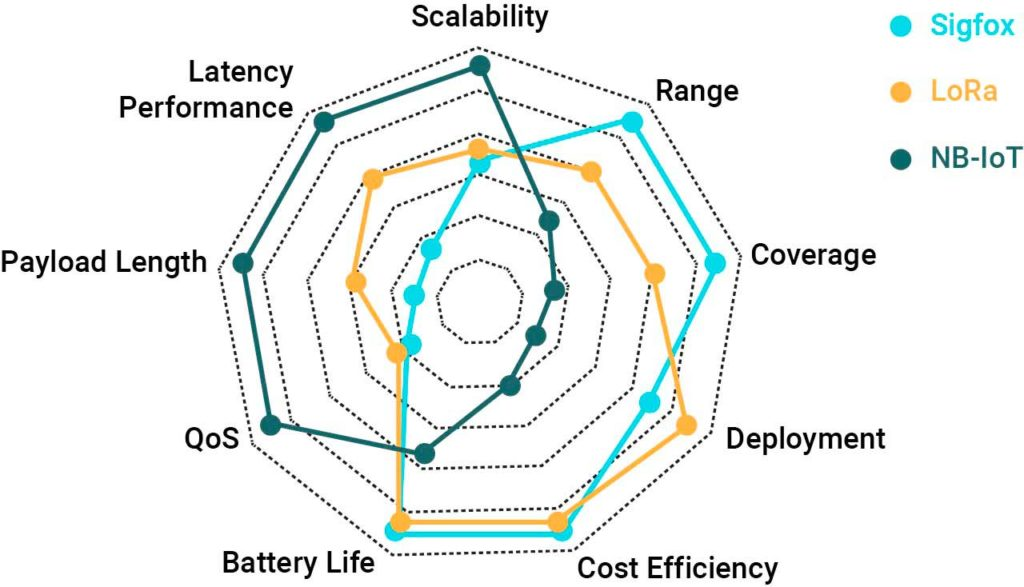 Scalability
Sigfox
Latency
Performance
Range
LoRa
NB-IoT
Payload Length
Coverage
QoS
Deployment
Battery Life
Cost Efficiency